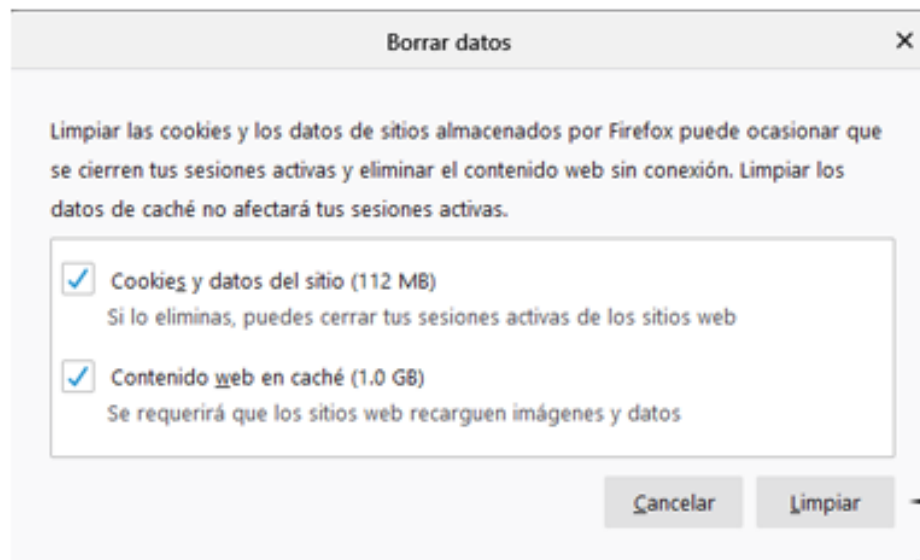 Borrar datos
Limpiar las cookies y los datos de sitios almacenados por Firefox puede ocasionar que
se cierren tus sesiones activas y eliminar el contenido web sin conexión. Limpiar los
datos de caché no afectará tus sesiones activas.
Cookies y datos del sitio (112 MB)
Si lo eliminas, puedes cerrar tus sesiones activas de los sitios web
Contenido web en caché (1.0 GB)
Se requerirá que los sitios web recarguen imágenes y datos
Cancelar Limpiar